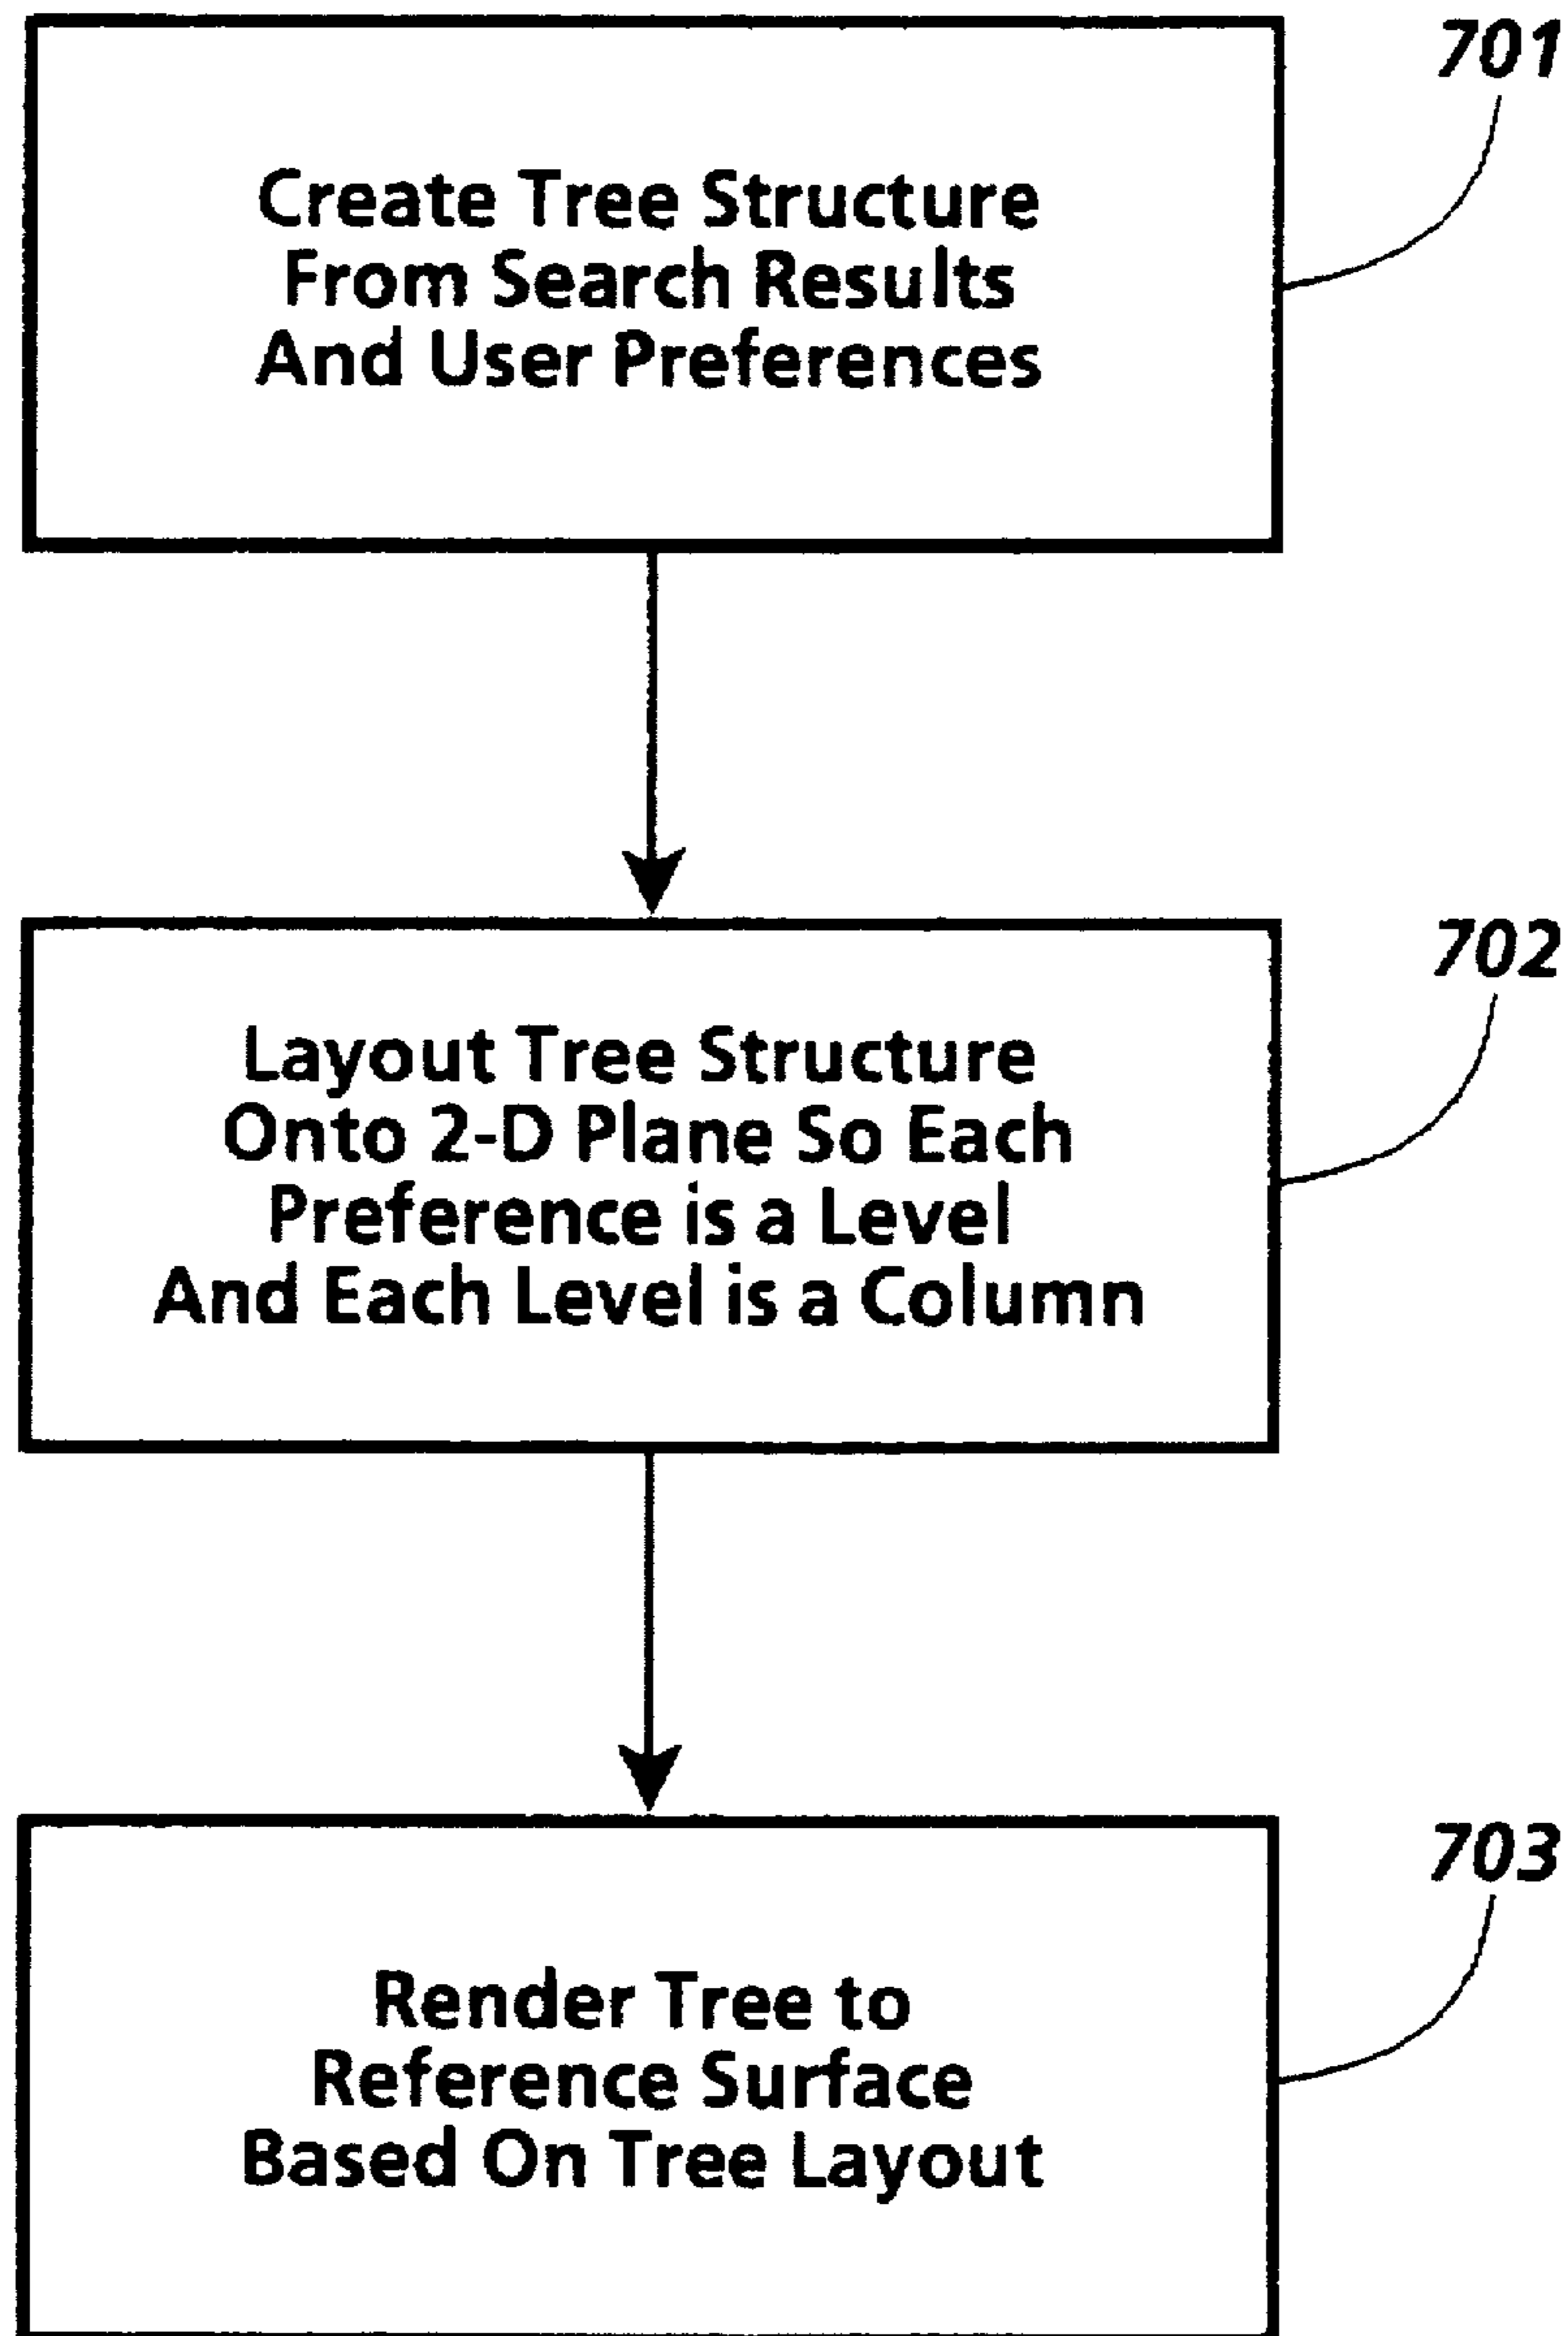 701
Create Tree Structure
From Search Results
And User Preferences
702
Layout Tree Structure
Onto 2-D Plane So Each
Preference is a Level
And Each Level is a Column
703
Render Tree to
Reference Surface
Based On Tree Layout